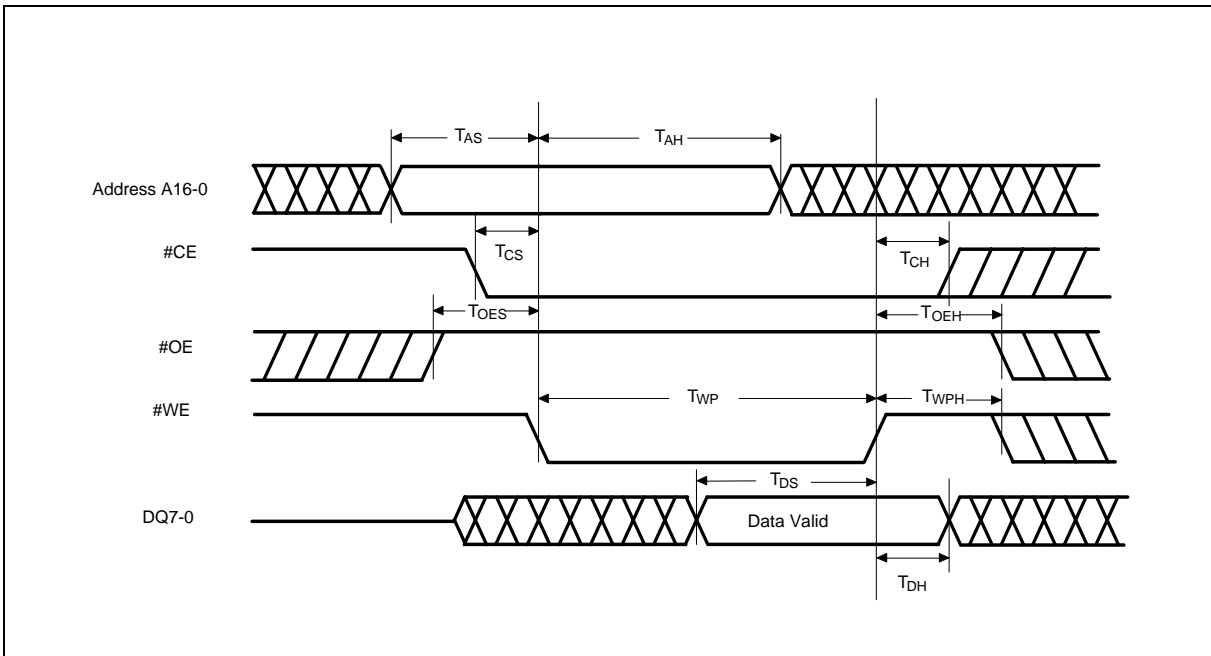 TAS
TAH
Address A16-0
TCS
#CE
TCH
TOES
TOEH
#OE
TWP
TWPH
#WE
TDS
DQ7-0
Data Valid
TDH